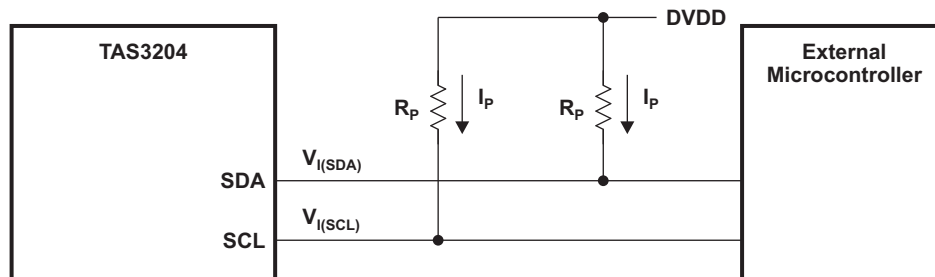 DVDD
TAS3204
External
Microcontroller
R_P
I_P
R_P
I_P
V_I(SDA)
SDA
V_I(SCL)
SCL